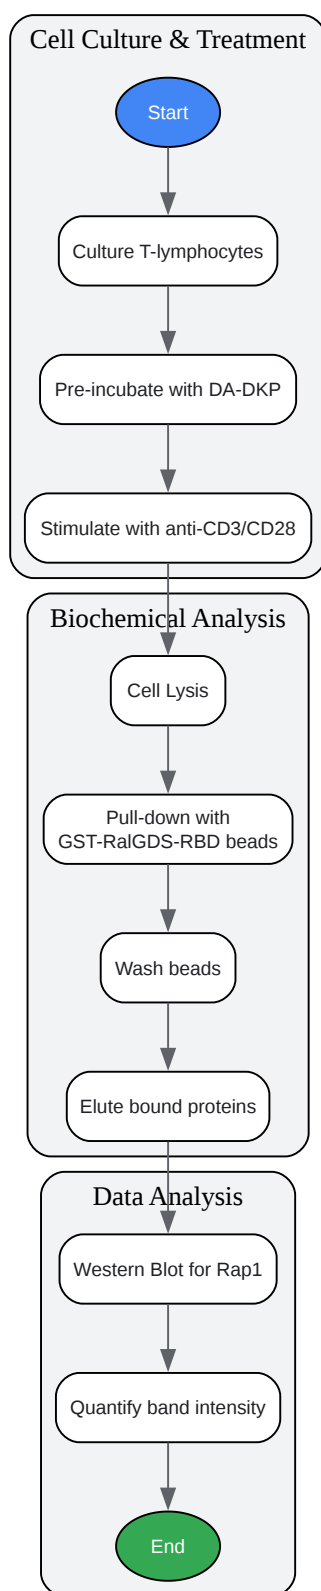 Cell Culture & Treatment
Start
Culture T-lymphocytes
Pre-incubate with DA-DKP
Stimulate with anti-CD3/CD28
Biochemical Analysis
Cell Lysis
Pull-down with
GST-RalGDS-RBD beads
Wash beads
Elute bound proteins
Data Analysis
Western Blot for Rap1
Quantify band intensity
End